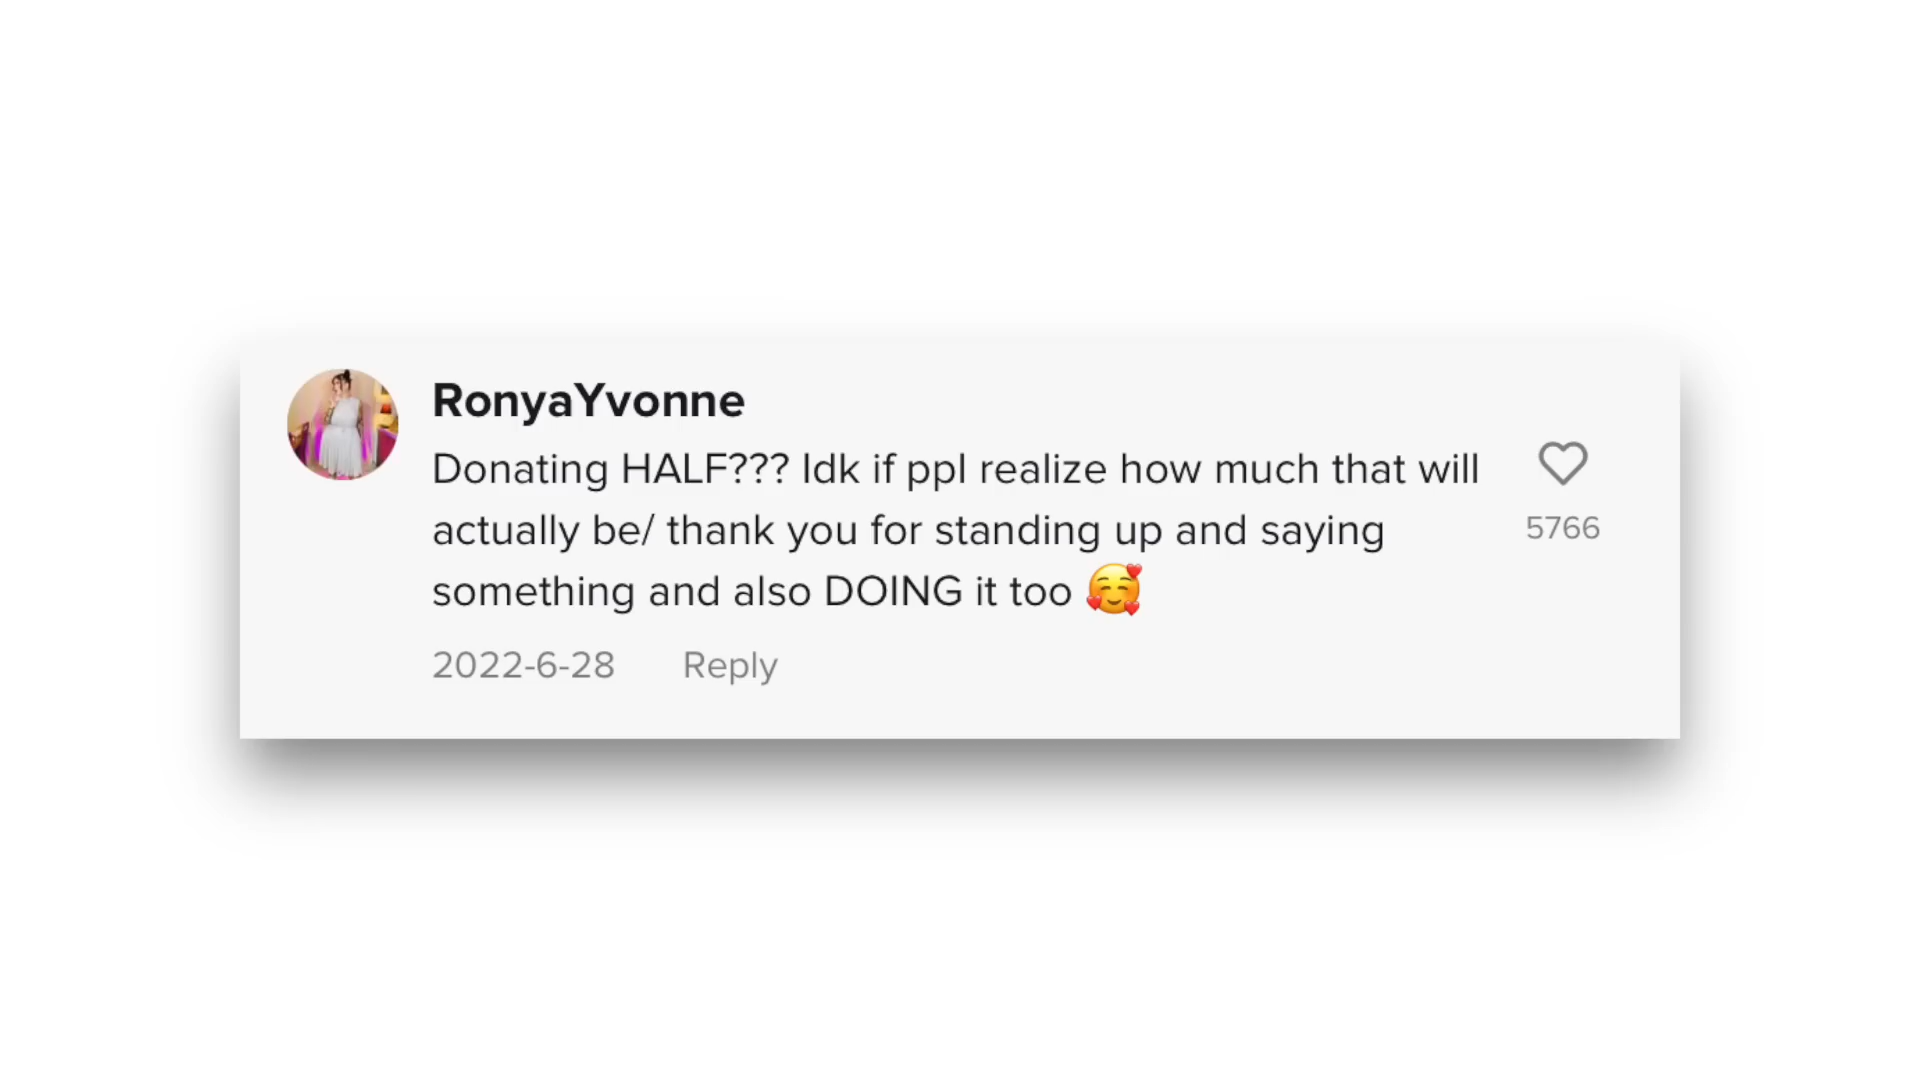 RonyaYvonne
Donating HALF??? Idk if ppl realize how much that will
actually be/ thank you for standing up and saying
something and also DOING it too 🥰
5766
2022-6-28 Reply